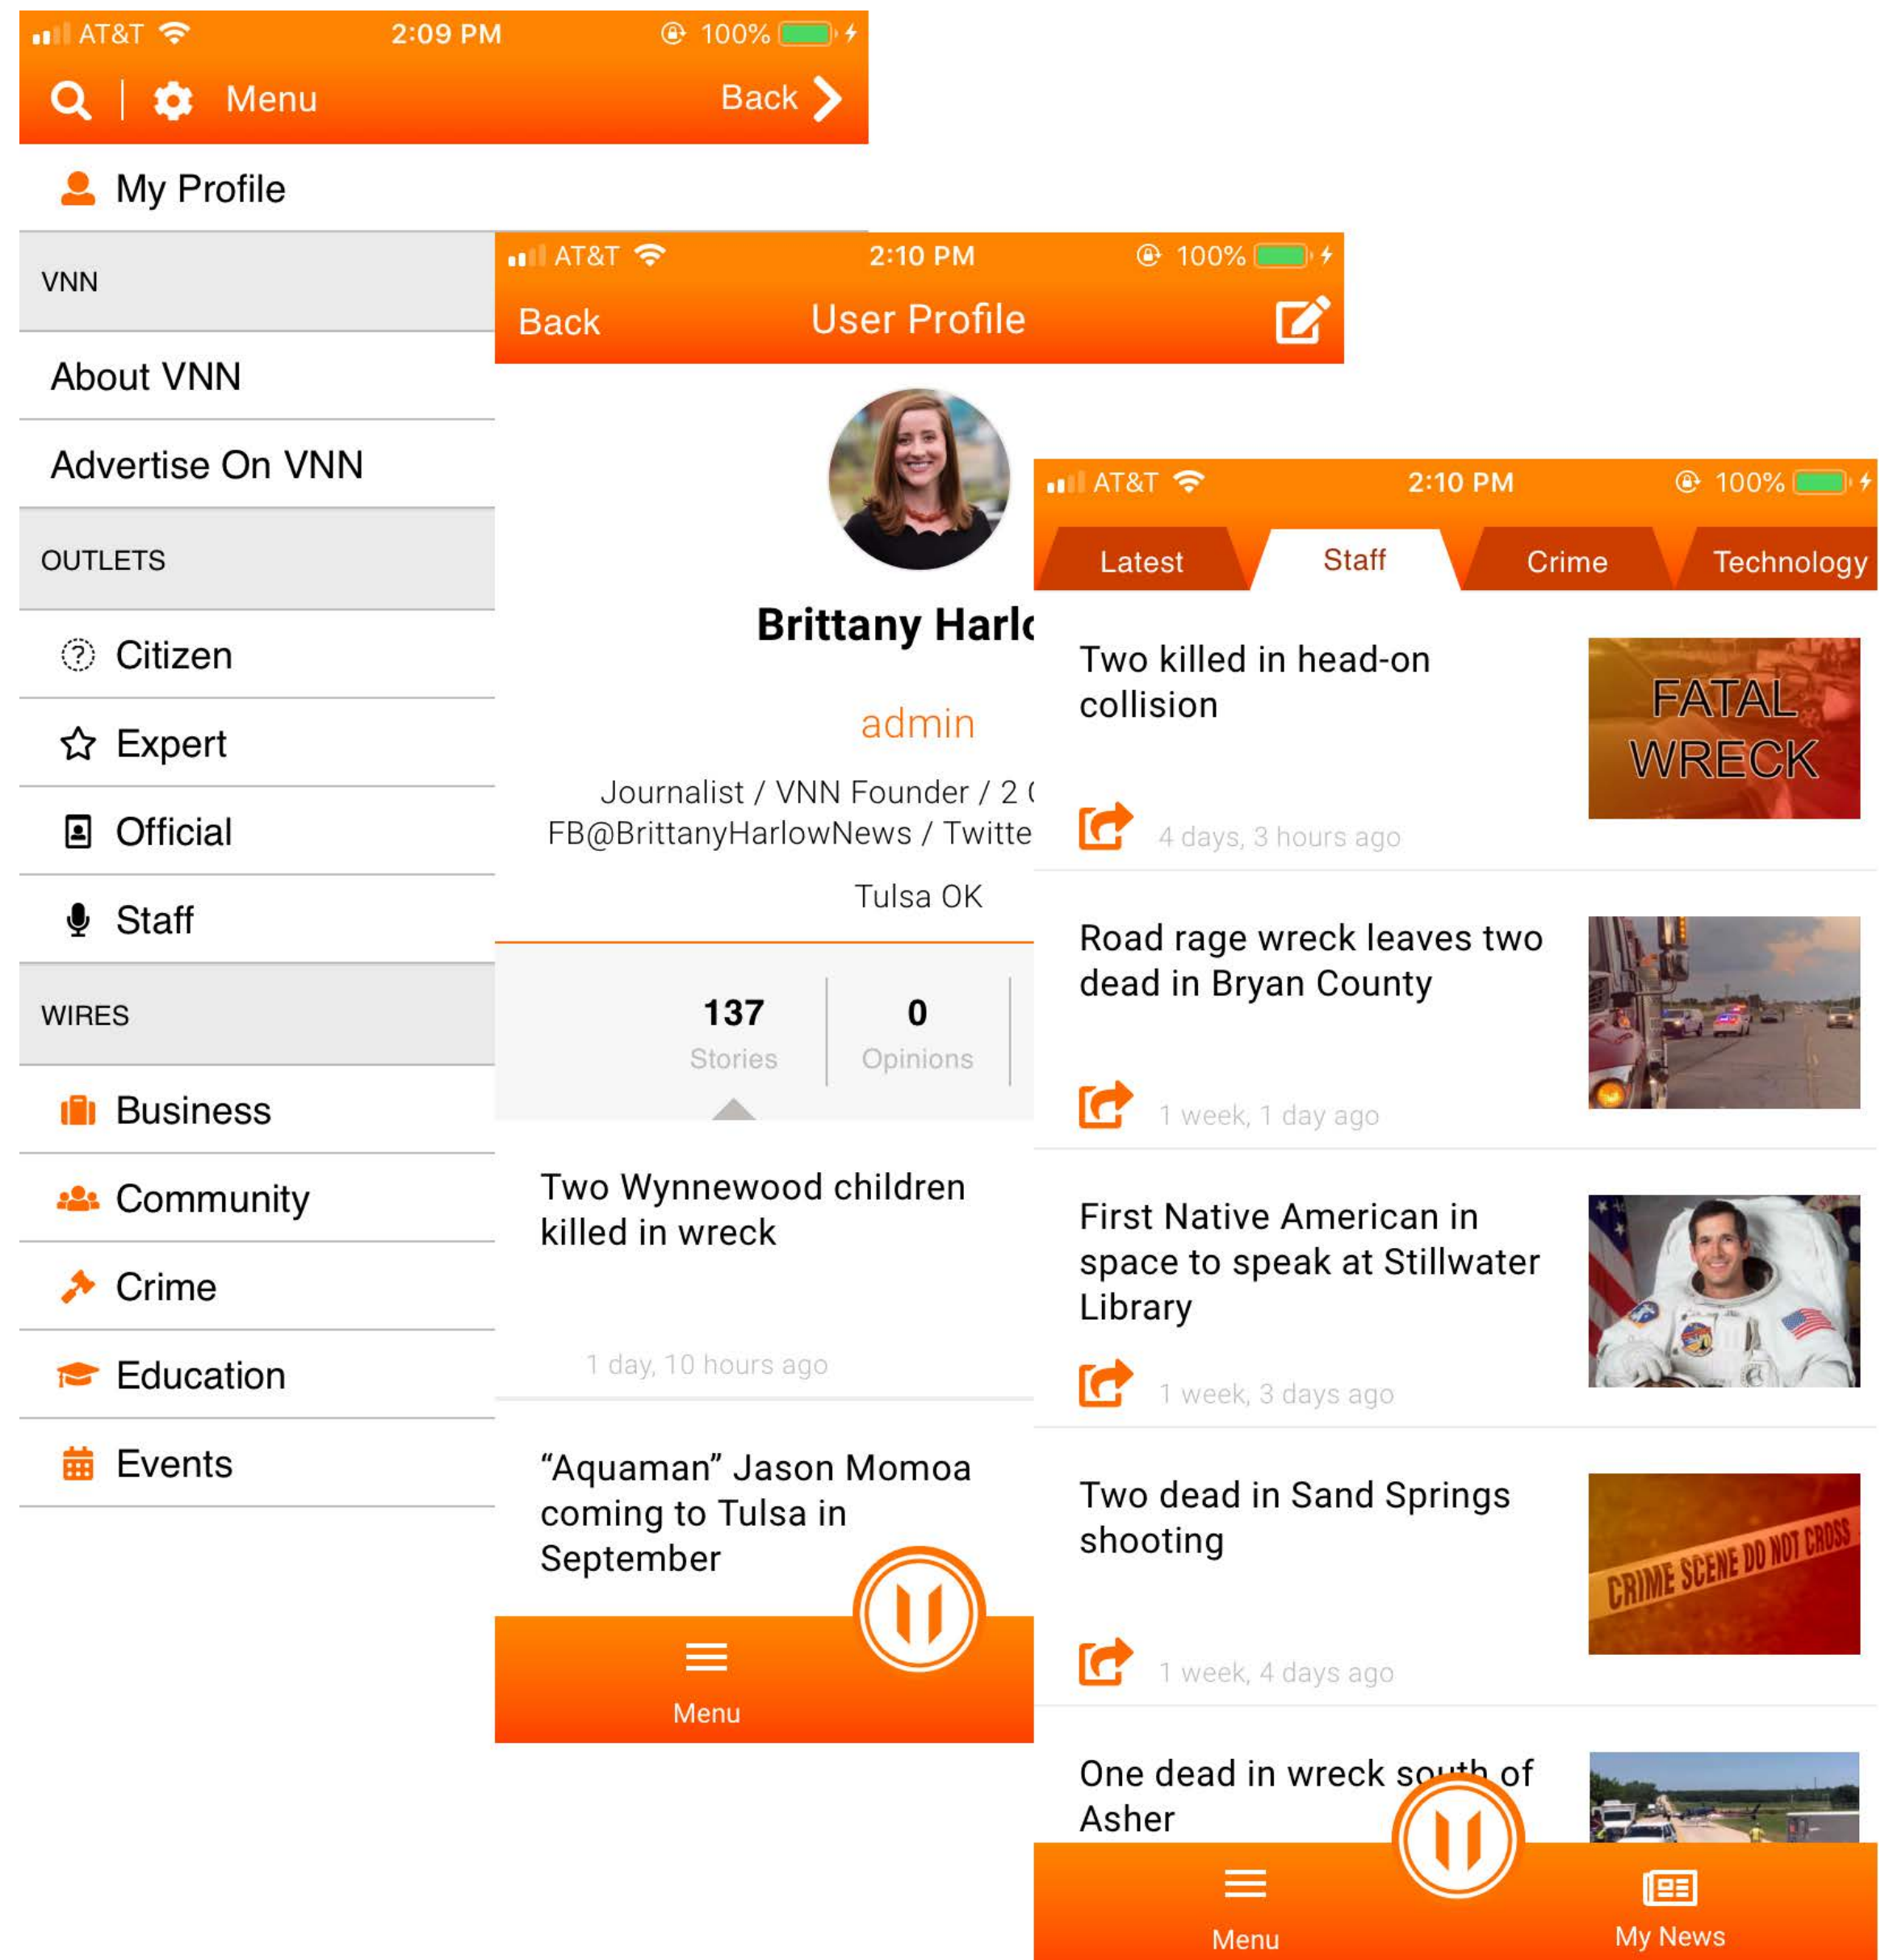 AT&T 2:09 PM 100%
Menu Back
My Profile
VNN
About VNN
Advertise On VNN
OUTLETS
Citizen
Expert
Official
Staff
WIRES
Business
Community
Crime
Education
Events
AT&T 2:10 PM 100%
Back User Profile
Brittany
admin
Journalist / VNN Founder / 2
FB@BrittanyHarlowNews /
Tulsa OK
137 0
Stories Opinions
Two Wynnewood children
killed in wreck
1 day, 10 hours ago
“Aquaman” Jason Momoa
coming to Tulsa in
September
Menu
AT&T 2:10 PM 100%
Latest Staff Crime Technology
Two killed in head-on
collision
4 days, 3 hours ago
FATAL
WRECK
Road rage wreck leaves two
dead in Bryan County
1 week, 1 day ago
First Native American in
space to speak at Stillwater
Library
1 week, 3 days ago
Two dead in Sand Springs
shooting
1 week, 4 days ago
CRIME SCENE DO NOT CROSS
One dead in wreck south of
Asher
Menu My News